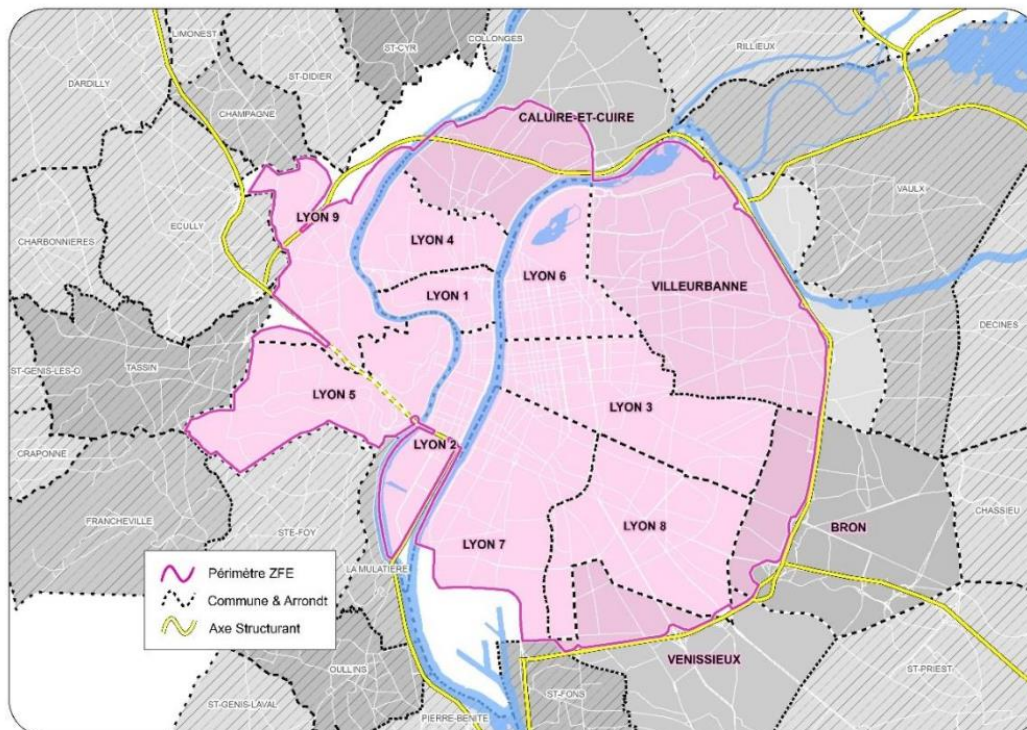 LIMONEST
ST-CYR
COLLONGES
RILLIEUX
DARDILLY
ST-DIDIER
CHAMPAGNE
CALUIRE-ET-CUIRE
VAULX
LYON 9
ECULLY
CHARBONNIERES
LYON 4
LYON 6
LYON 1
VILLEURBANNE
DECINES
TASSIN
ST-GENIS-LES-O
LYON 5
LYON 3
LYON 2
CRAPONNE
CHASSIEU
FRANCHEVILLE
STE-FOY
LYON 8
BRON
LYON 7
LA MULATIERE
Périmètre ZFE
Commune & Arrondt
Axe Structurant
VENISSIEUX
OULLINS
ST-PRIEST
ST-FONS
ST-GENIS-LAVAL
PIERRE-BENITE